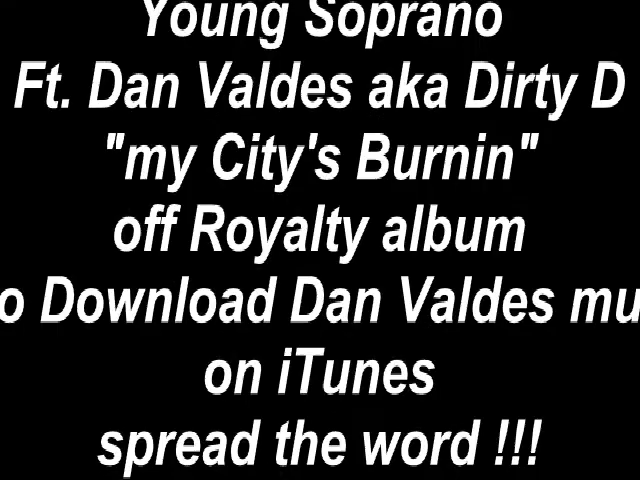 Young Soprano
Ft. Dan Valdes aka Dirty D
"my City's Burnin"
off Royalty album
o Download Dan Valdes mu
on iTunes
spread the word !!!